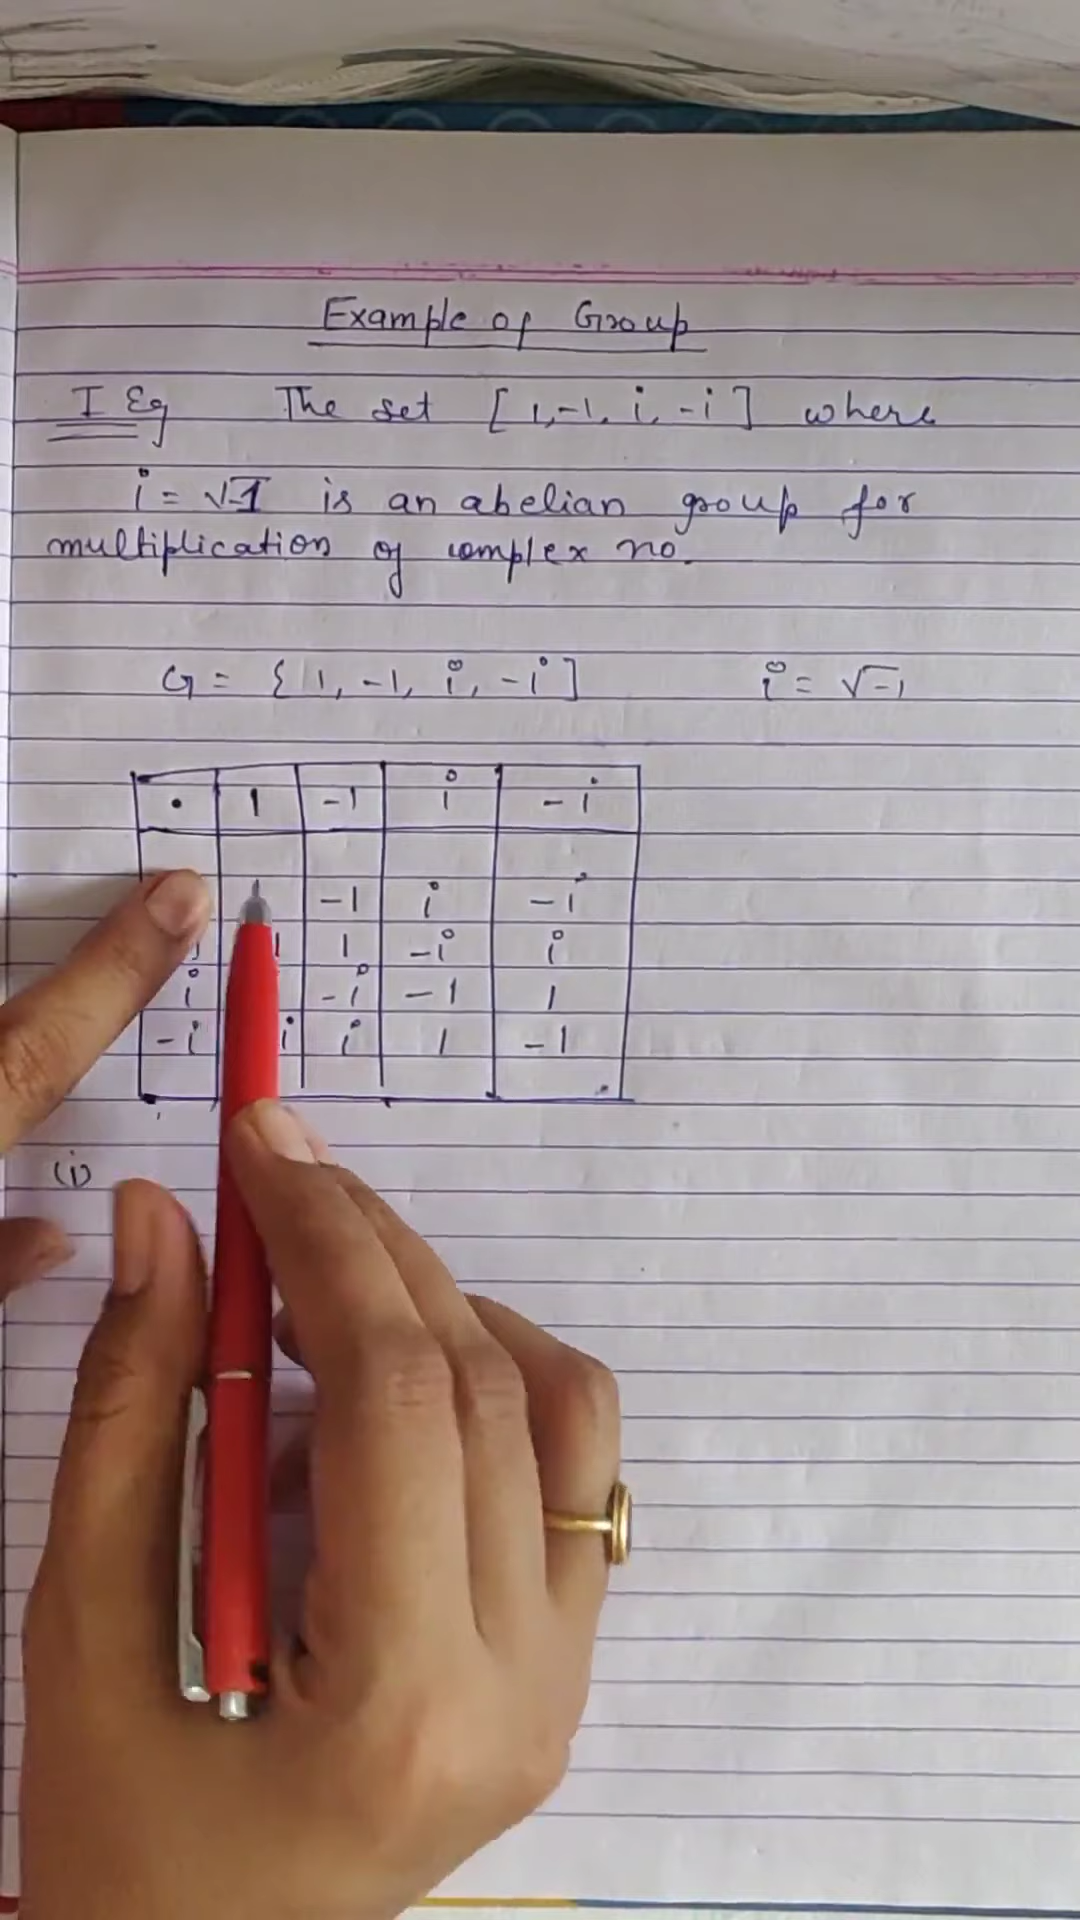 Example of Group
I Eg The set [1, -1, i, -i] where
i = √-1 is an abelian group for
multiplication of complex no.
G = {1, -1, i, -i] i = √-1
• 1 -1 i -i
-1 i -i
1 -i i
i -i -1 1
-i i i 1 -1
(i)